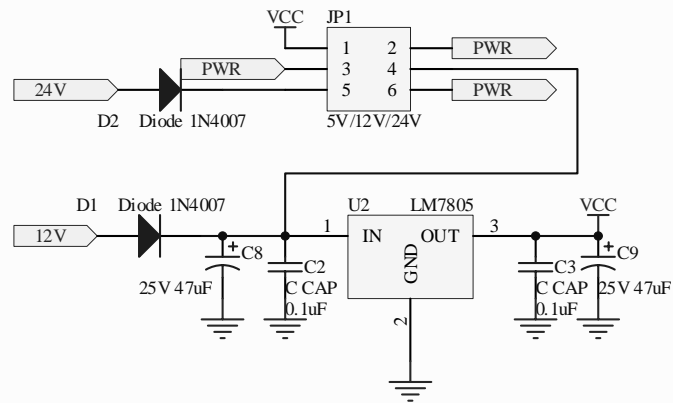 VCC
JP1
1 2 PWR
PWR 3 4
24V 5 6 PWR
D2 Diode 1N4007 5V/12V/24V
D1 Diode 1N4007 U2 LM7805 VCC
12V 1 IN OUT 3
GND
C8 C2 C3 C9
25V 47uF C CAP C CAP 25V 47uF
0.1uF 0.1uF
2
+ +